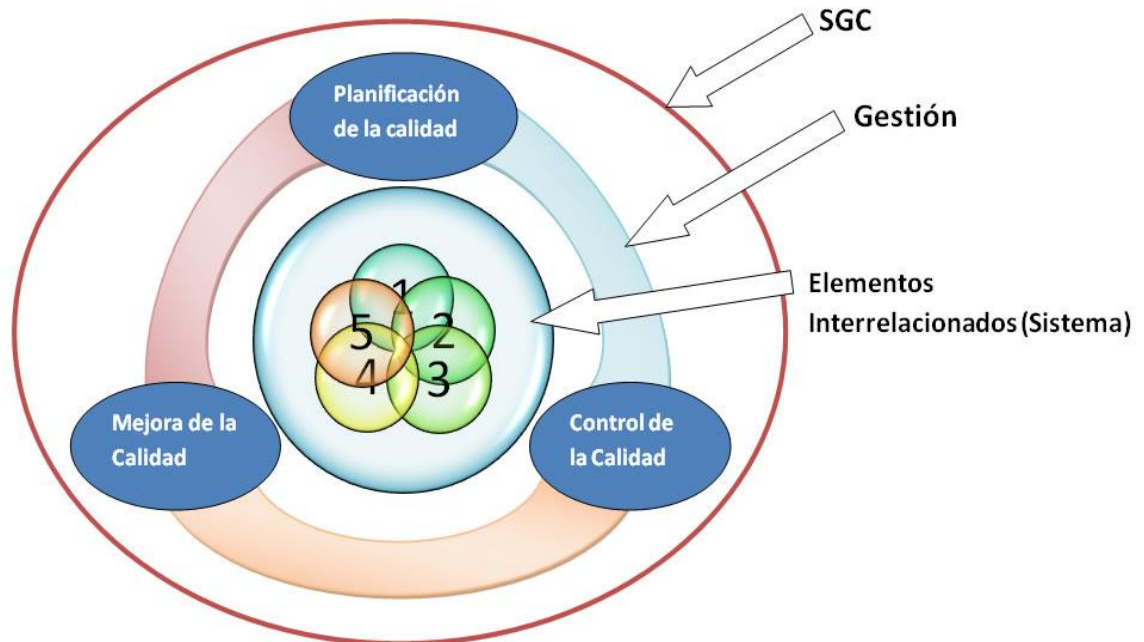 SGC
Planificación
de la calidad
Gestión
Elementos
Interrelacionados (Sistema)
1
2
3
4
5
Mejora de la
Calidad
Control de
la Calidad